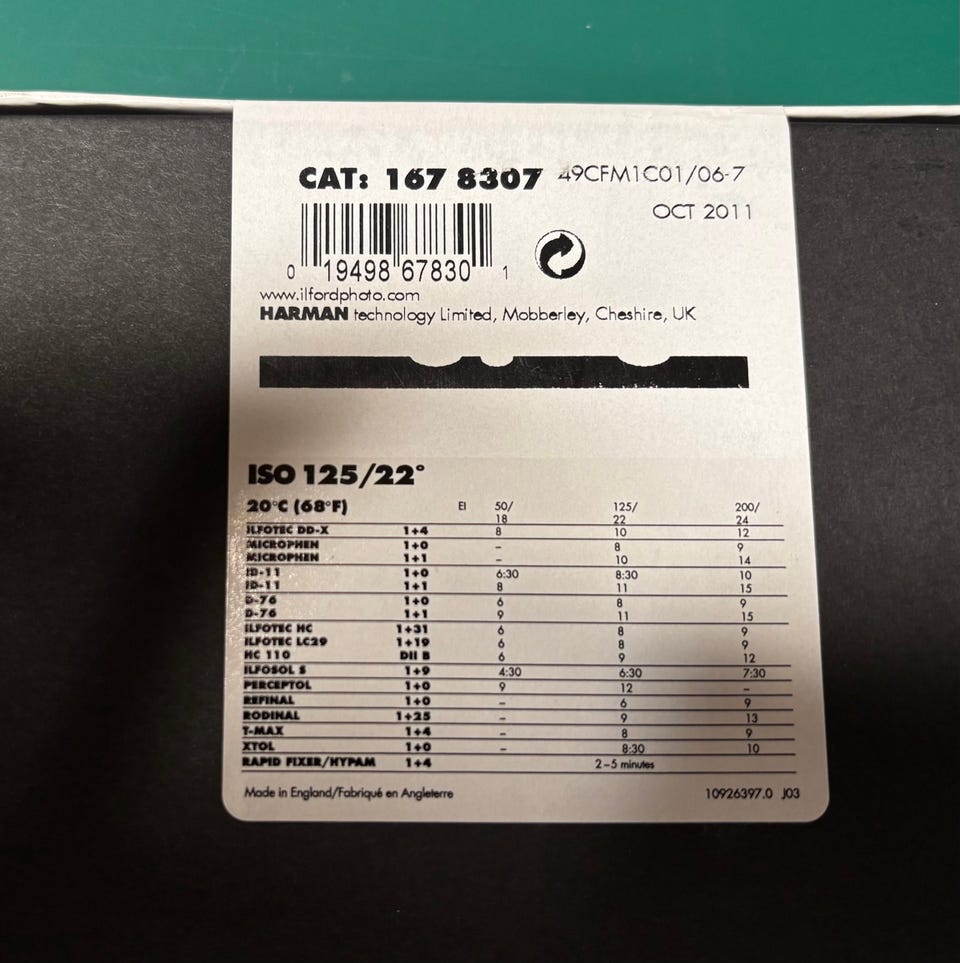 CAT: 167 8307 49CFM1C01/06-7
OCT 2011
0 19498 67830 1
www.ilfordphoto.com
HARMAN technology Limited, Mobberley, Cheshire, UK
ISO 125/22°
20°C (68°F) EI 50/18 125/22 200/24
ILFOTEC DD-X 1+4 8 10 12
MICROPHEN 1+0 – 8 9
MICROPHEN 1+1 – 10 14
ID-11 1+0 6:30 8:30 10
ID-11 1+1 8 11 15
D-76 1+0 6 8 9
D-76 1+1 9 11 15
ILFOTEC HC 1+31 6 8 9
ILFOTEC LC29 1+19 6 8 9
HC 110 Dil B 6 9 12
ILFOSOL S 1+9 4:30 6:30 7:30
PERCEPTOL 1+0 9 12 –
REFINAL 1+0 – 6 9
RODINAL 1+25 – 9 13
T-MAX 1+4 – 8 9
XTOL 1+0 – 8:30 10
RAPID FIXER/HYPAM 1+4 2–5 minutes
Made in England/Fabriqué en Angleterre 10926397.0 J03